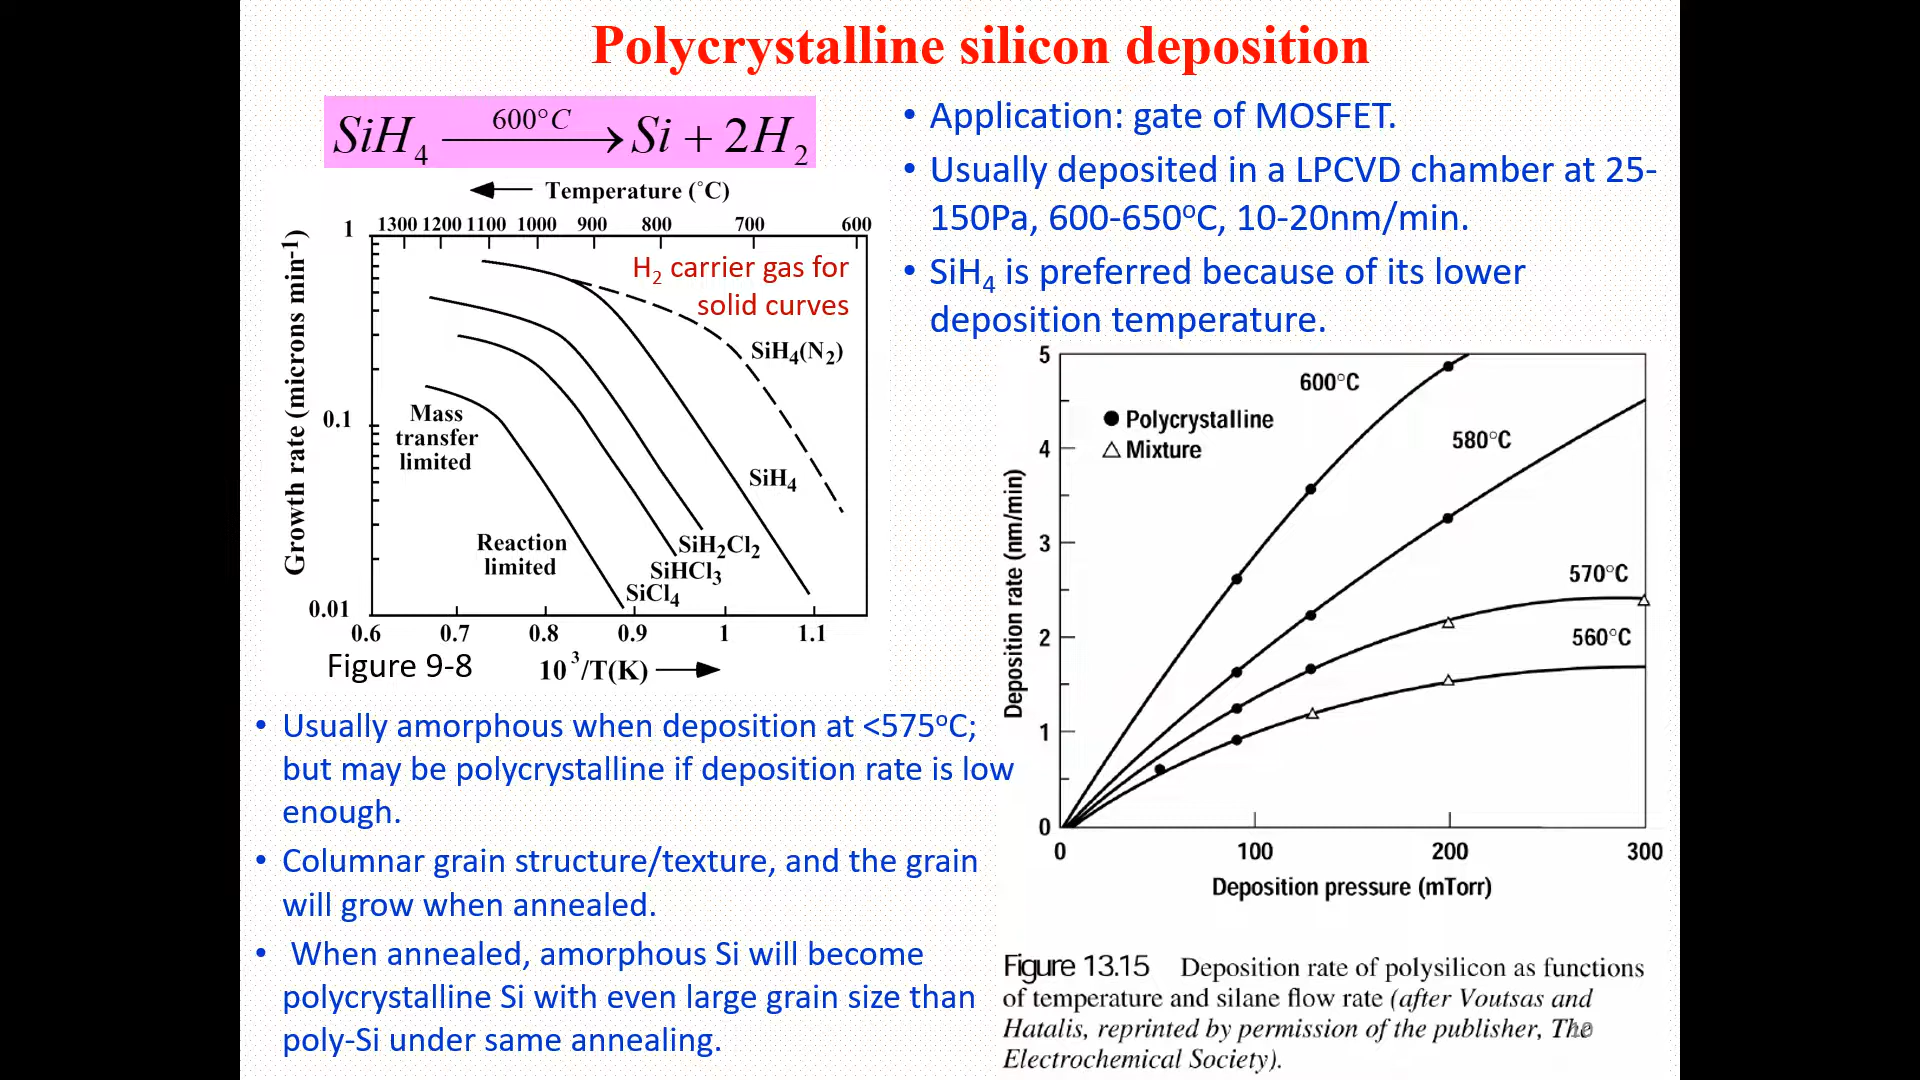 Polycrystalline silicon deposition
SiH₄ —600°C→ Si + 2H₂
• Application: gate of MOSFET.
• Usually deposited in a LPCVD chamber at 25-
150Pa, 600-650°C, 10-20nm/min.
• SiH₄ is preferred because of its lower
deposition temperature.
← Temperature (°C)
1300 1200 1100 1000 900 800 700 600
Growth rate (microns min⁻¹)
1
0.1
0.01
H₂ carrier gas for
solid curves
SiH₄(N₂)
Mass
transfer
limited
SiH₄
Reaction
limited
SiH₂Cl₂
SiHCl₃
SiCl₄
0.6 0.7 0.8 0.9 1 1.1
Figure 9-8
10³/T(K) →
5
4
3
2
1
0
Deposition rate (nm/min)
600°C
● Polycrystalline
△ Mixture
580°C
570°C
560°C
0 100 200 300
Deposition pressure (mTorr)
• Usually amorphous when deposition at <575°C;
but may be polycrystalline if deposition rate is low
enough.
• Columnar grain structure/texture, and the grain
will grow when annealed.
• When annealed, amorphous Si will become
polycrystalline Si with even large grain size than
poly-Si under same annealing.
Figure 13.15 Deposition rate of polysilicon as functions
of temperature and silane flow rate (after Voutsas and
Hatalis, reprinted by permission of the publisher, The
Electrochemical Society).